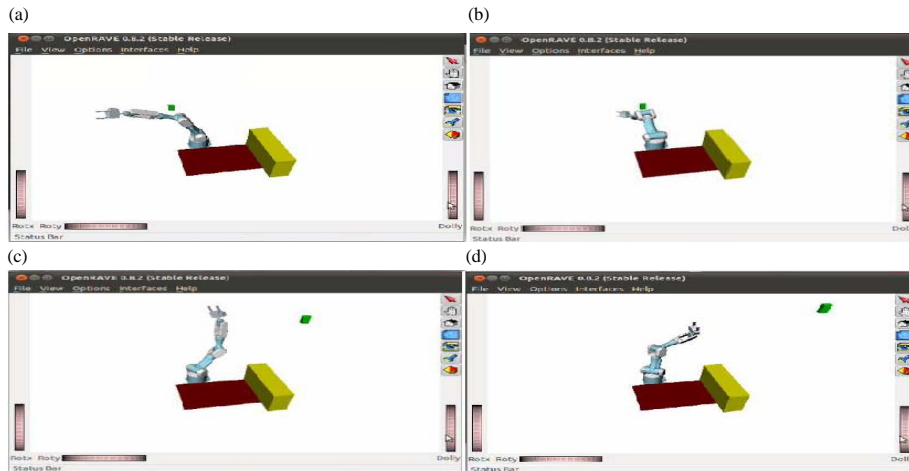 (a)
(b)
OpenRAVE 0.8.2 (Stable Release)
File View Options Interfaces Help
Rotx Roty
Dolly
Status Bar
OpenRAVE 0.8.2 (Stable Release)
File View Options Interfaces Help
Rotx Roty
Dolly
Status Bar
(c)
(d)
OpenRAVE 0.8.2 (Stable Release)
File View Options Interfaces Help
Rotx Roty
Dolly
Status Bar
OpenRAVE 0.8.2 (Stable Release)
File View Options Interfaces Help
Rotx Roty
Dolly
Status Bar